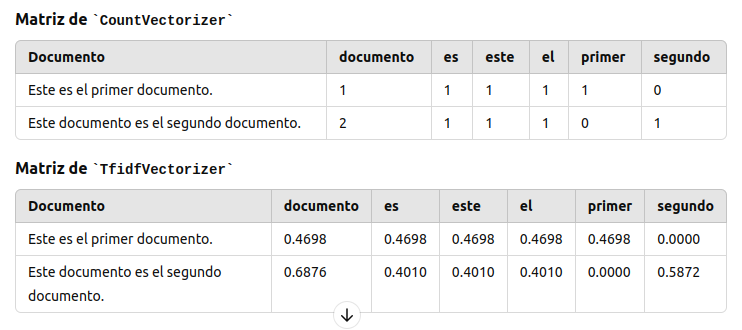 Matriz de `CountVectorizer`
Documento documento es este el primer segundo
Este es el primer documento. 1 1 1 1 1 0
Este documento es el segundo documento. 2 1 1 1 0 1
Matriz de `TfidfVectorizer`
Documento documento es este el primer segundo
Este es el primer documento. 0.4698 0.4698 0.4698 0.4698 0.4698 0.0000
Este documento es el segundo 0.6876 0.4010 0.4010 0.4010 0.0000 0.5872
documento.